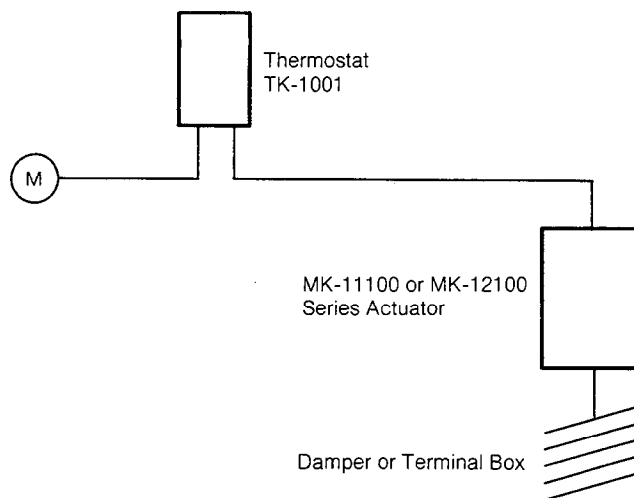 Thermostat
TK-1001
M
MK-11100 or MK-12100
Series Actuator
Damper or Terminal Box